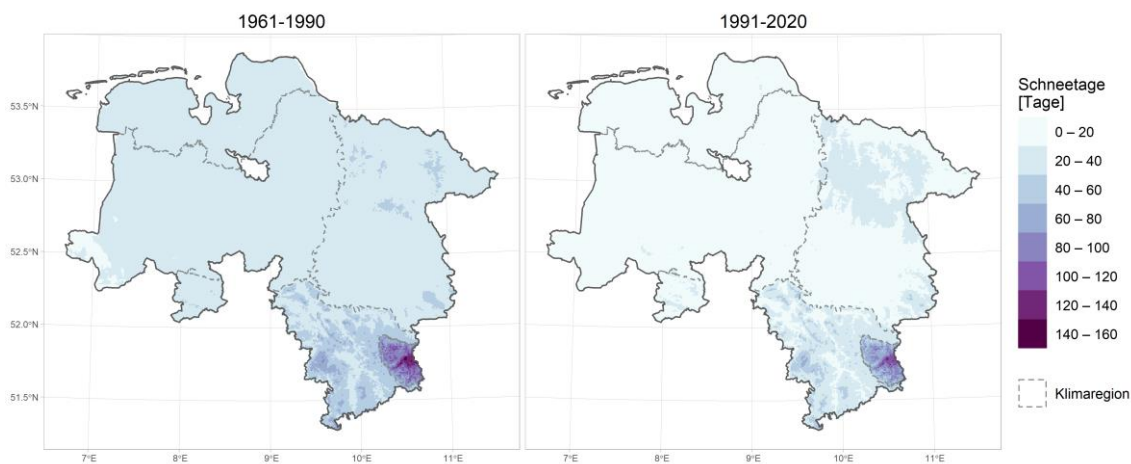 1961-1990
1991-2020
53.5°N
53.0°N
52.5°N
52.0°N
51.5°N
7°E 8°E 9°E 10°E 11°E
7°E 8°E 9°E 10°E 11°E
Schneetage
[Tage]
0 – 20
20 – 40
40 – 60
60 – 80
80 – 100
100 – 120
120 – 140
140 – 160
Klimaregion